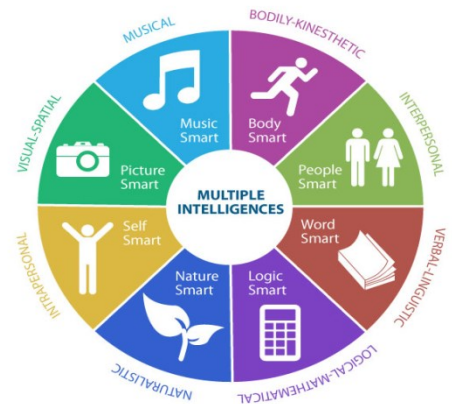 MUSICAL
BODILY-KINESTHETIC
VISUAL-SPATIAL
INTERPERSONAL
Music
Smart
Body
Smart
Picture
Smart
People
Smart
MULTIPLE
INTELLIGENCES
Self
Smart
Word
Smart
Nature
Smart
Logic
Smart
INTRAPERSONAL
VERBAL-LINGUISTIC
NATURALISTIC
LOGICAL-MATHEMATICAL